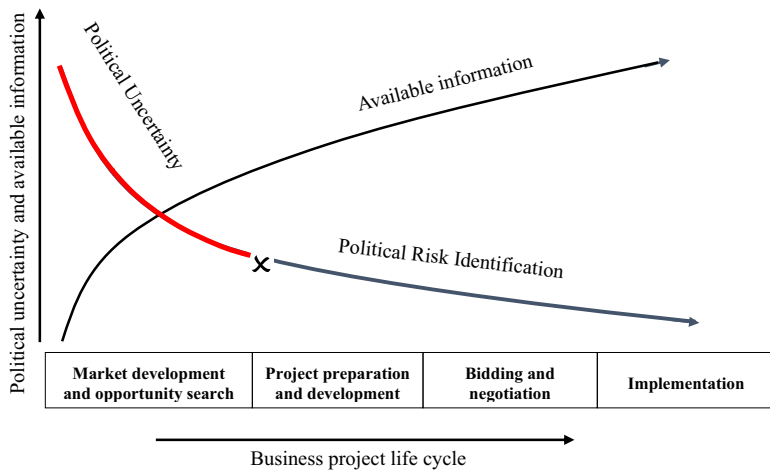 Political uncertainty and available information
Political Uncertainty
Available information
Political Risk Identification
x
Market development
and opportunity search
Project preparation
and development
Bidding and
negotiation
Implementation
Business project life cycle